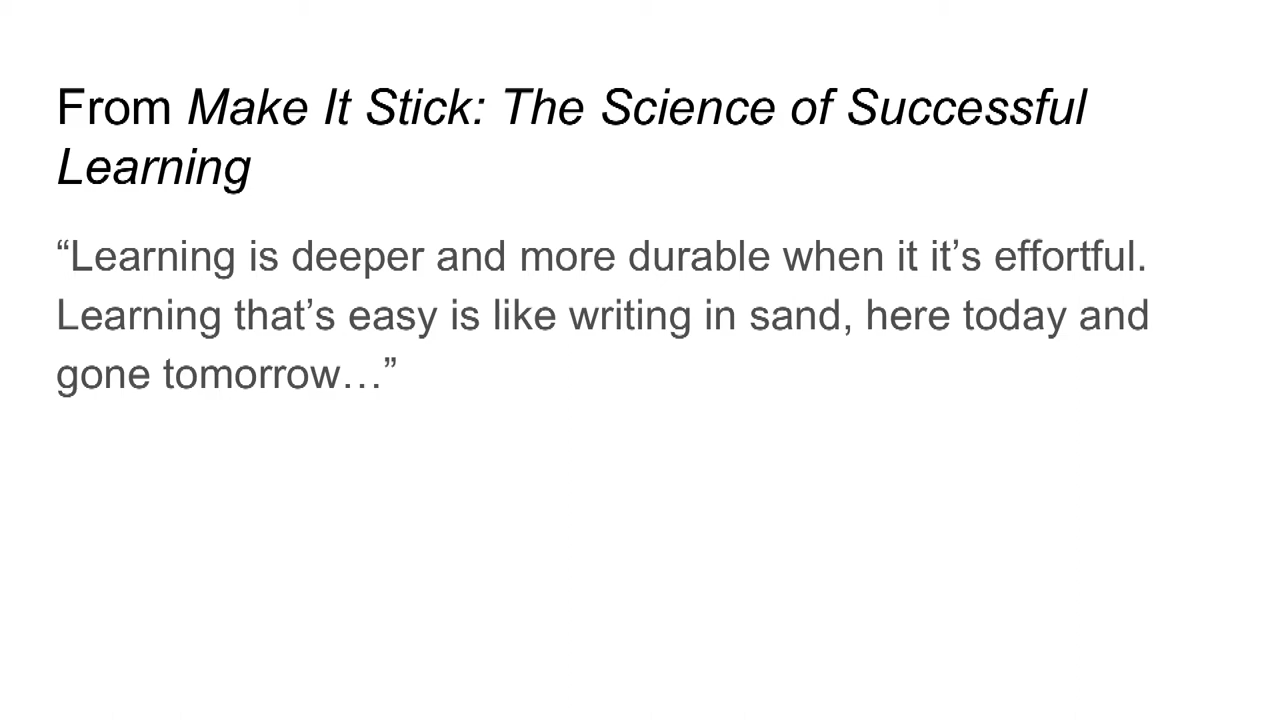 From Make It Stick: The Science of Successful
Learning
“Learning is deeper and more durable when it it’s effortful.
Learning that’s easy is like writing in sand, here today and
gone tomorrow…”